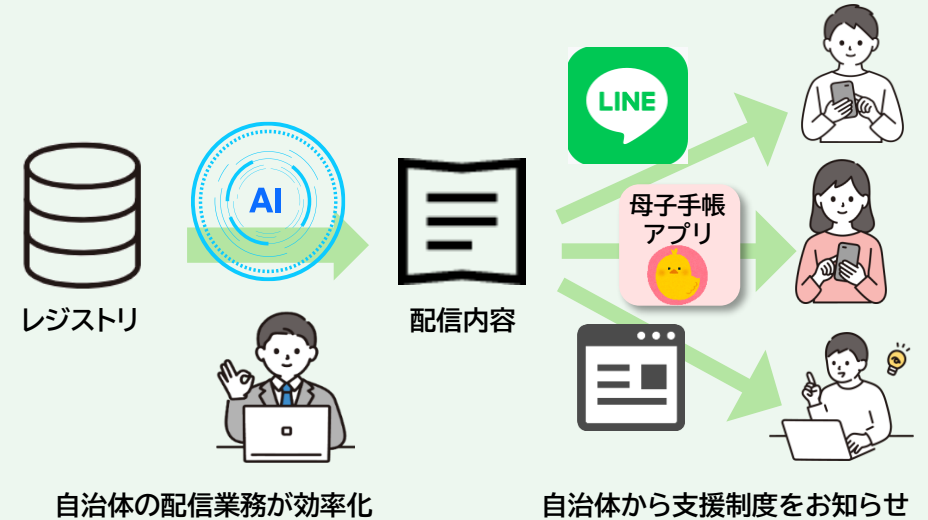 LINE
AI
母子手帳
アプリ
レジストリ
配信内容
自治体の配信業務が効率化
自治体から支援制度をお知らせ